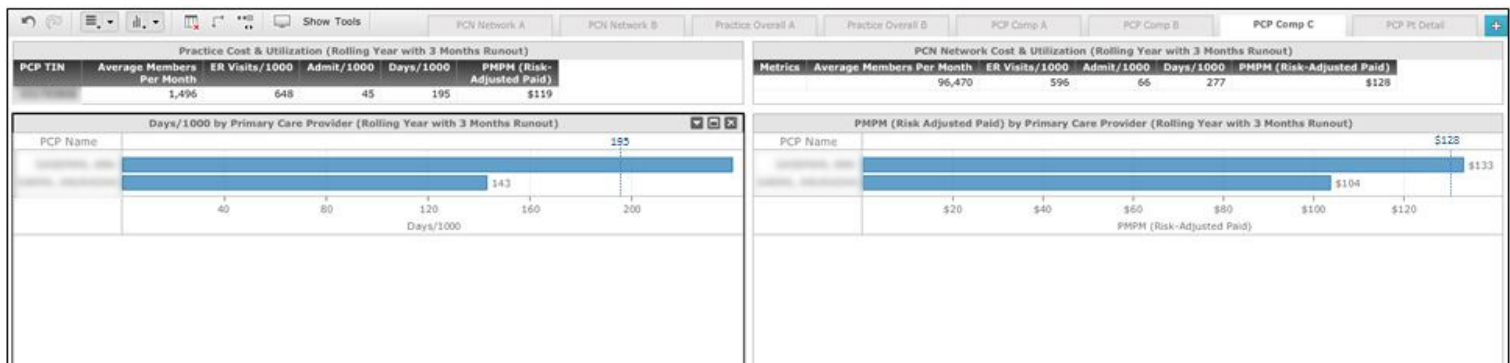 Show Tools
PCN Network A
PCN Network B
Practice Overall A
Practice Overall B
PCP Comp A
PCP Comp B
PCP Comp C
PCP Pt Detail
Practice Cost & Utilization (Rolling Year with 3 Months Runout)
PCP TIN Average Members ER Visits/1000 Admit/1000 Days/1000 PMPM (Risk-
Per Month Adjusted Paid)
1,496 648 45 195 $119
PCN Network Cost & Utilization (Rolling Year with 3 Months Runout)
Metrics Average Members Per Month ER Visits/1000 Admit/1000 Days/1000 PMPM (Risk-Adjusted Paid)
96,470 596 66 277 $128
Days/1000 by Primary Care Provider (Rolling Year with 3 Months Runout)
PCP Name 195
143
40 80 120 160 200
Days/1000
PMPM (Risk Adjusted Paid) by Primary Care Provider (Rolling Year with 3 Months Runout)
PCP Name $128
$133
$104
$20 $40 $60 $80 $100 $120
PMPM (Risk-Adjusted Paid)